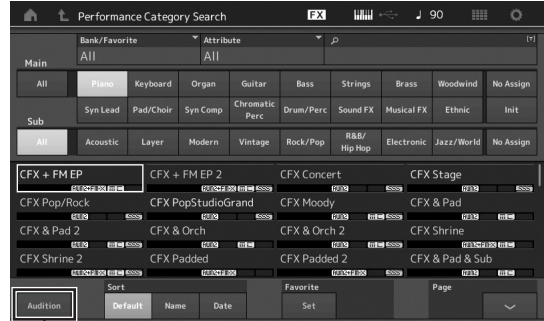 Performance Category Search FX 90
Bank/Favorite Attribute
Main All All
All Piano Keyboard Organ Guitar Bass Strings Brass Woodwind No Assign
Syn Lead Pad/Choir Syn Comp Chromatic Perc Drum/Perc Sound FX Musical FX Ethnic Init
Sub
All Acoustic Layer Modern Vintage Rock/Pop R&B/ Hip Hop Electronic Jazz/World No Assign
CFX + FM EP CFX + FM EP 2 CFX Concert CFX Stage
CFX Pop/Rock CFX PopStudioGrand CFX Moody CFX & Pad
CFX & Pad 2 CFX & Orch CFX & Orch 2 CFX Shrine
CFX Shrine 2 CFX Padded CFX Padded 2 CFX & Pad & Sub
Sort Favorite Page
Audition Default Name Date Set